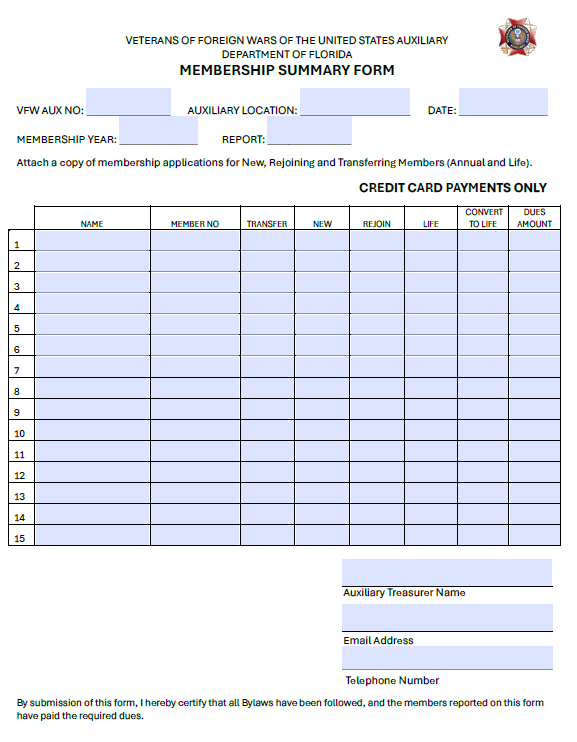 VETERANS OF FOREIGN WARS OF THE UNITED STATES AUXILIARY
DEPARTMENT OF FLORIDA
MEMBERSHIP SUMMARY FORM
VFW AUX NO: AUXILIARY LOCATION: DATE:
MEMBERSHIP YEAR: REPORT:
Attach a copy of membership applications for New, Rejoining and Transferring Members (Annual and Life).
CREDIT CARD PAYMENTS ONLY
NAME MEMBER NO TRANSFER NEW REJOIN LIFE CONVERT TO LIFE DUES AMOUNT
1
2
3
4
5
6
7
8
9
10
11
12
13
14
15
Auxiliary Treasurer Name
Email Address
Telephone Number
By submission of this form, I hereby certify that all Bylaws have been followed, and the members reported on this form
have paid the required dues.